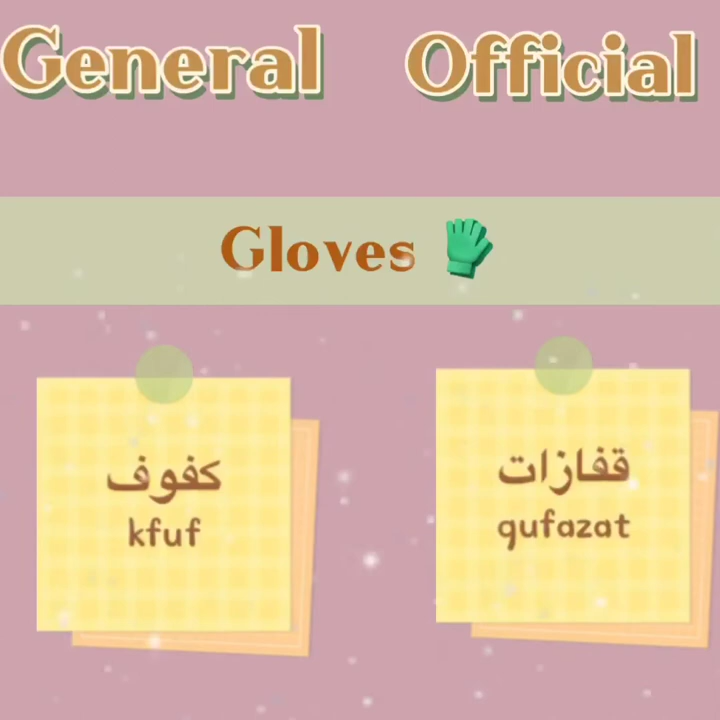 General
Official
Gloves
كفوف
kfuf
قفازات
qufazat